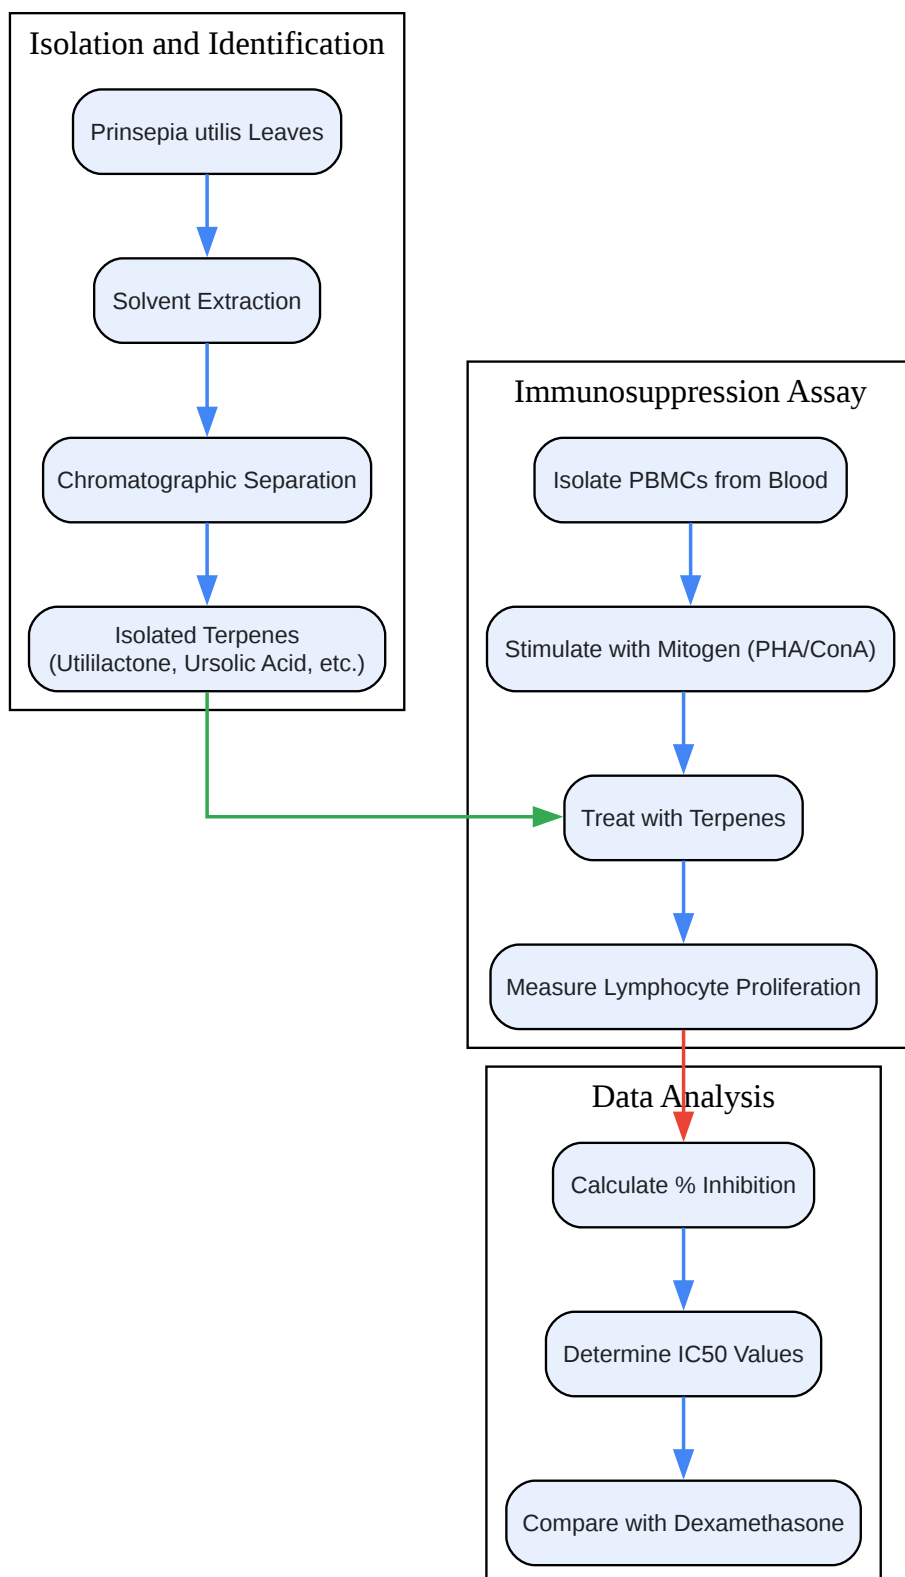 Isolation and Identification
Prinsepia utilis Leaves
Solvent Extraction
Chromatographic Separation
Isolated Terpenes
(Utililactone, Ursolic Acid, etc.)
Immunosuppression Assay
Isolate PBMCs from Blood
Stimulate with Mitogen (PHA/ConA)
Treat with Terpenes
Measure Lymphocyte Proliferation
Data Analysis
Calculate % Inhibition
Determine IC50 Values
Compare with Dexamethasone